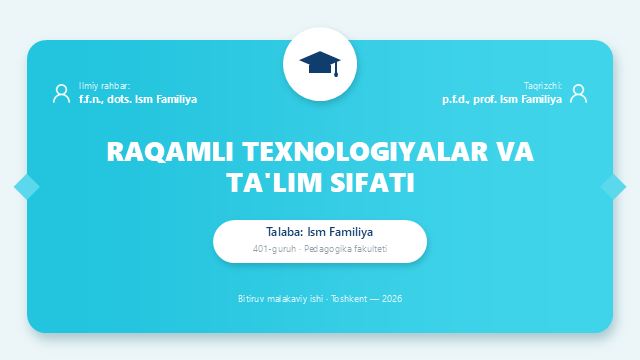 Ilmiy rahbar:
f.f.n., dots. Ism Familiya
Taqrizchi:
p.f.d., prof. Ism Familiya
RAQAMLI TEXNOLOGIYALAR VA
TA'LIM SIFATI
Talaba: Ism Familiya
401-guruh · Pedagogika fakulteti
Bitiruv malakaviy ishi · Toshkent — 2026